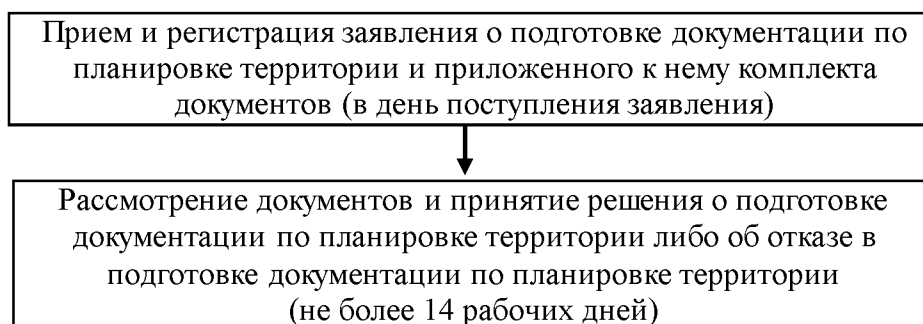 Прием и регистрация заявления о подготовке документации по
планировке территории и приложенного к нему комплекта
документов (в день поступления заявления)
Рассмотрение документов и принятие решения о подготовке
документации по планировке территории либо об отказе в
подготовке документации по планировке территории
(не более 14 рабочих дней)